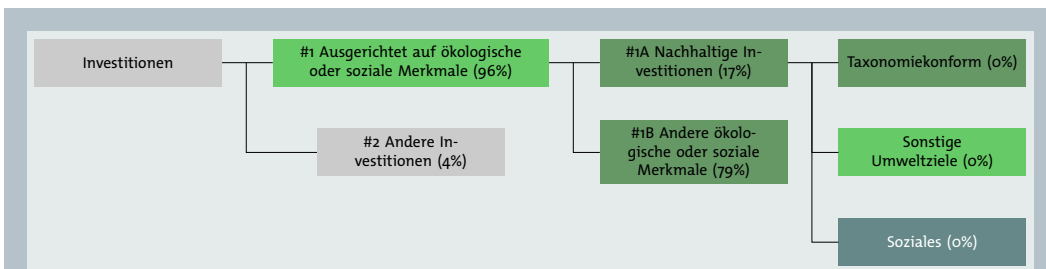 Investitionen
#1 Ausgerichtet auf ökologische
oder soziale Merkmale (96%)
#1A Nachhaltige In-
vestitionen (17%)
Taxonomiekonform (0%)
#2 Andere In-
vestitionen (4%)
#1B Andere ökolo-
gische oder soziale
Merkmale (79%)
Sonstige
Umweltziele (0%)
Soziales (0%)